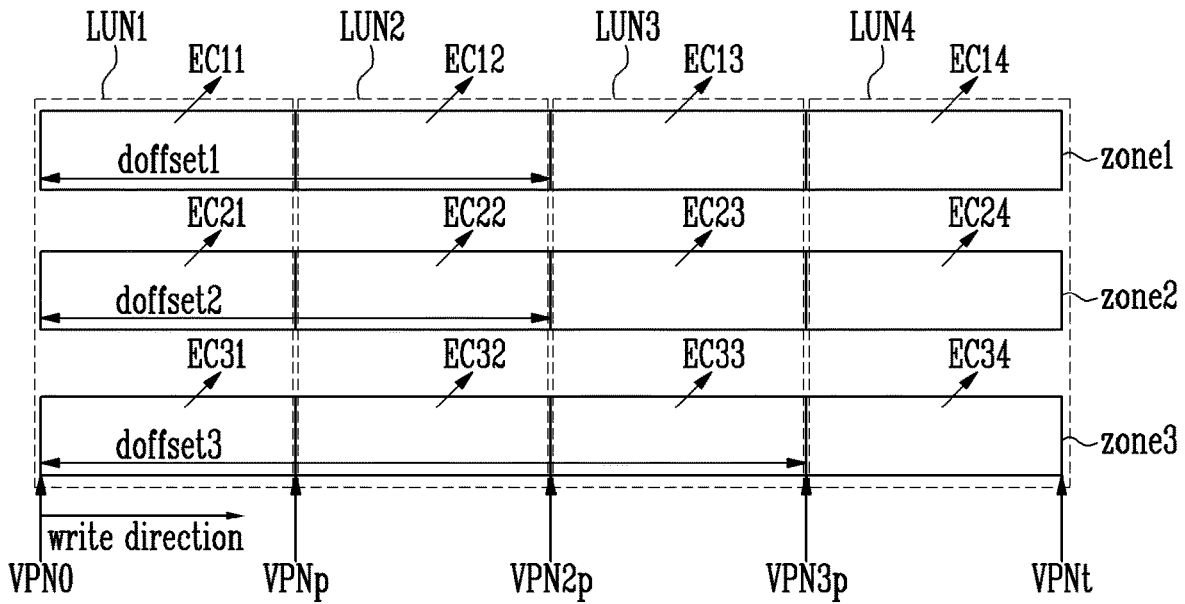 LUN1 LUN2 LUN3 LUN4
EC11 EC12 EC13 EC14
doffset1 zone1
EC21 EC22 EC23 EC24
doffset2 zone2
EC31 EC32 EC33 EC34
doffset3 zone3
write direction
VPN0 VPNp VPN2p VPN3p VPNt